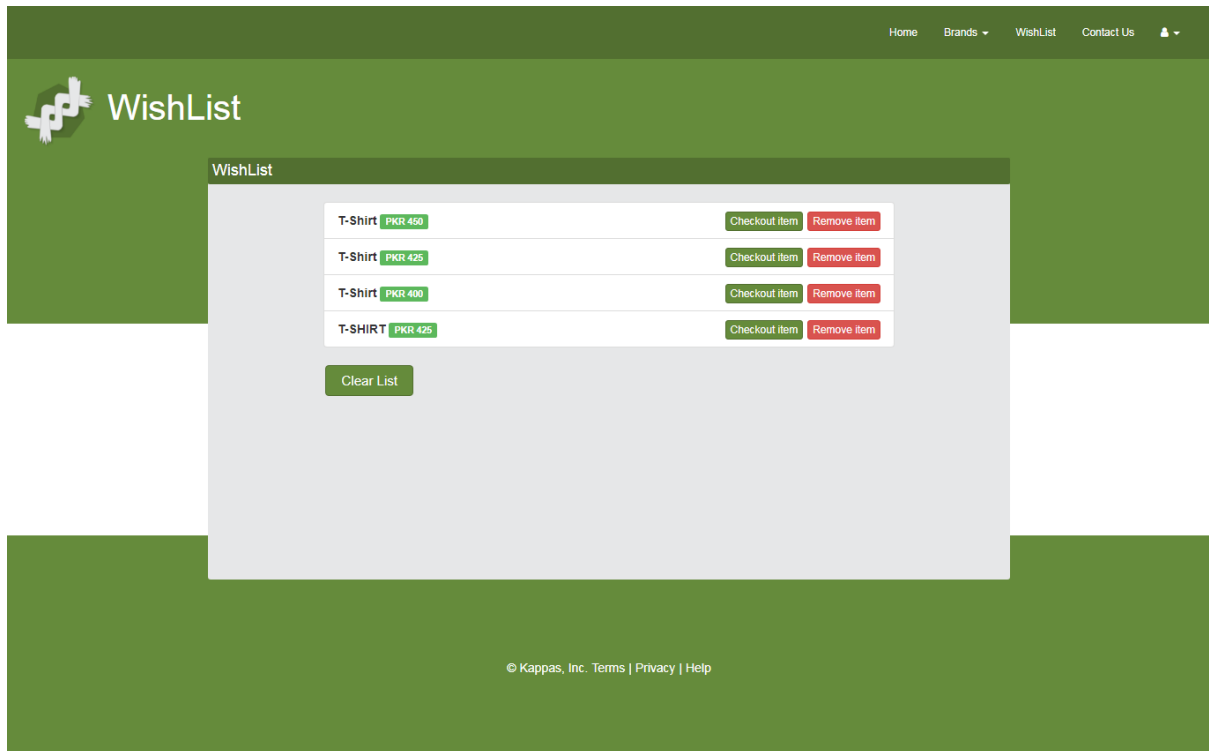 Home Brands WishList Contact Us
WishList
WishList
T-Shirt PKR 450 Checkout item Remove item
T-Shirt PKR 425 Checkout item Remove item
T-Shirt PKR 400 Checkout item Remove item
T-SHIRT PKR 425 Checkout item Remove item
Clear List
© Kappas, Inc. Terms | Privacy | Help